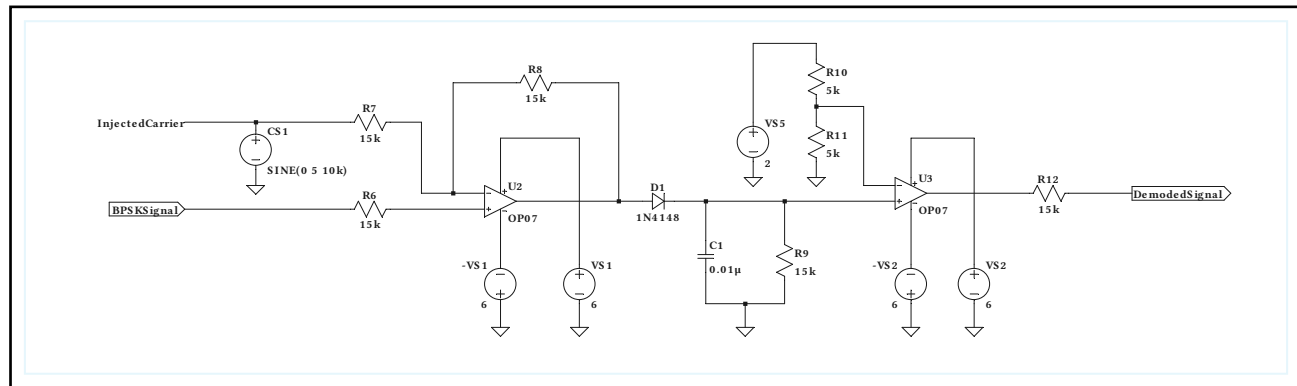 R8
15k
R10
5k
InjectedCarrier
R7
15k
CS1
SINE(0 5 10k)
VS5
2
R11
5k
BPSKSignal
R6
15k
U2
OP07
D1
1N4148
U3
OP07
R12
15k
DemodedSignal
C1
0.01µ
R9
15k
-VS1
6
VS1
6
-VS2
6
VS2
6